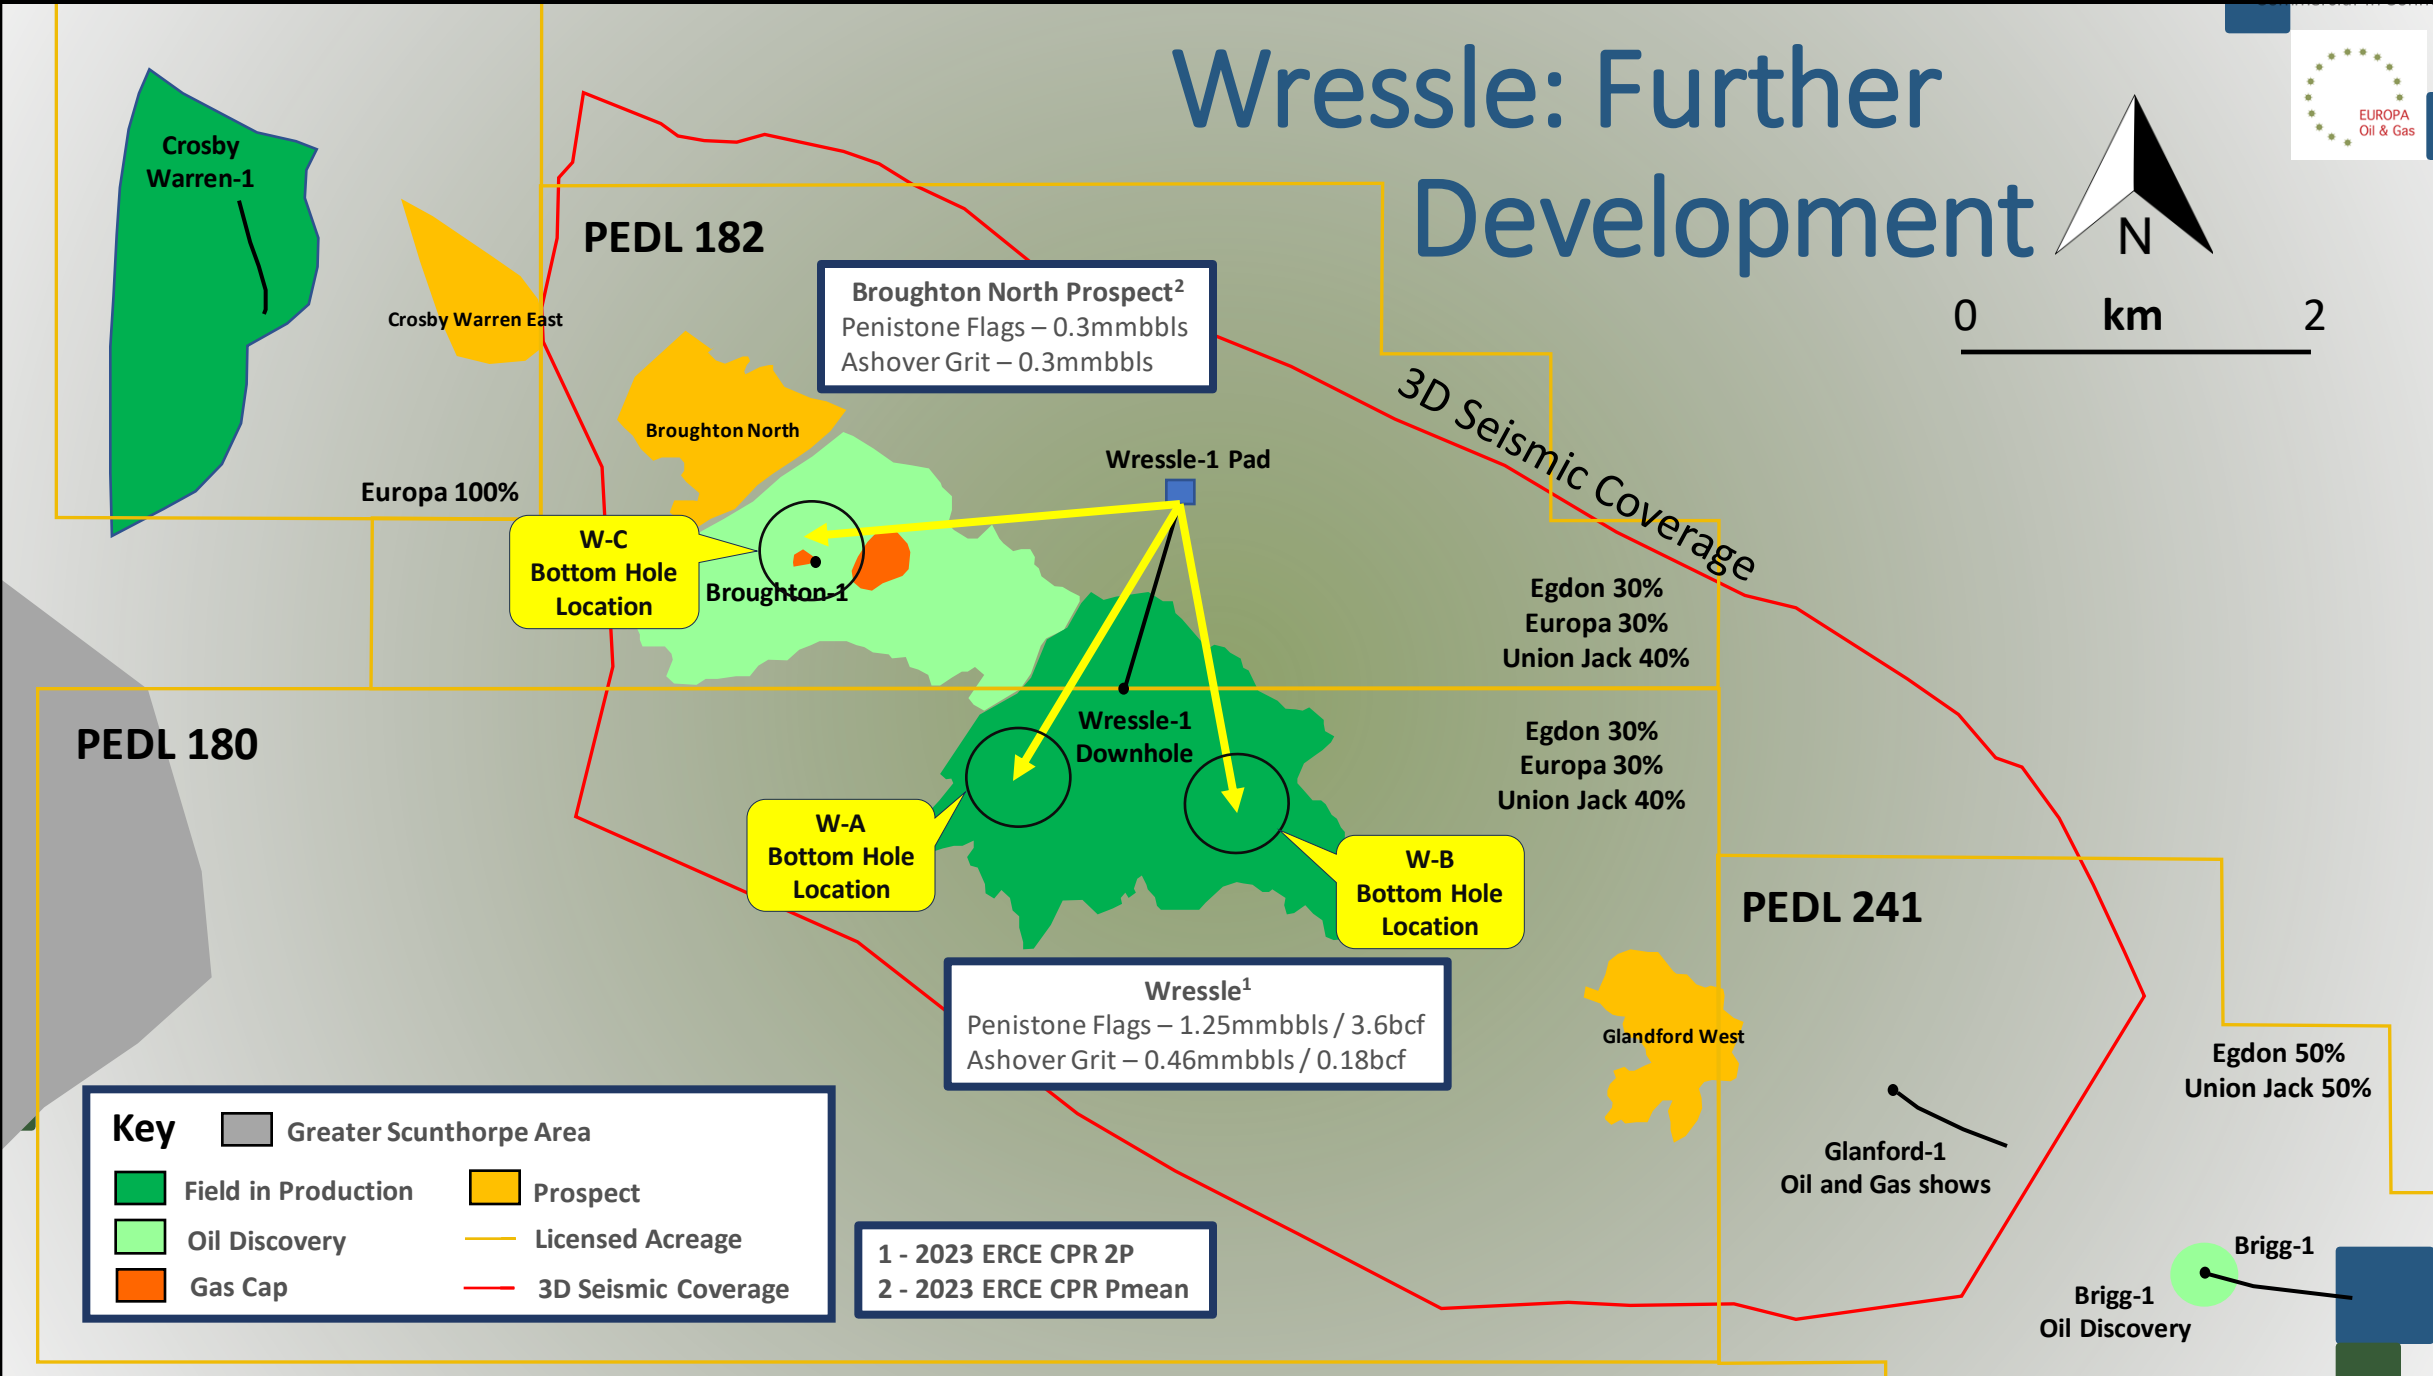 Wressle: Further
Development
EUROPA
Oil & Gas
N
0 km 2
Crosby
Warren-1
PEDL 182
Crosby Warren East
Broughton North Prospect2
Penistone Flags – 0.3mmbbls
Ashover Grit – 0.3mmbbls
3D Seismic Coverage
Broughton North
Wressle-1 Pad
Europa 100%
W-C
Bottom Hole
Location
Broughton-1
Egdon 30%
Europa 30%
Union Jack 40%
PEDL 180
Wressle-1
Downhole
Egdon 30%
Europa 30%
Union Jack 40%
W-A
Bottom Hole
Location
W-B
Bottom Hole
Location
PEDL 241
Wressle1
Penistone Flags – 1.25mmbbls / 3.6bcf
Ashover Grit – 0.46mmbbls / 0.18bcf
Glandford West
Egdon 50%
Union Jack 50%
Glanford-1
Oil and Gas shows
Key
Greater Scunthorpe Area
Field in Production
Prospect
Oil Discovery
Licensed Acreage
Gas Cap
3D Seismic Coverage
1 - 2023 ERCE CPR 2P
2 - 2023 ERCE CPR Pmean
Brigg-1
Brigg-1
Oil Discovery